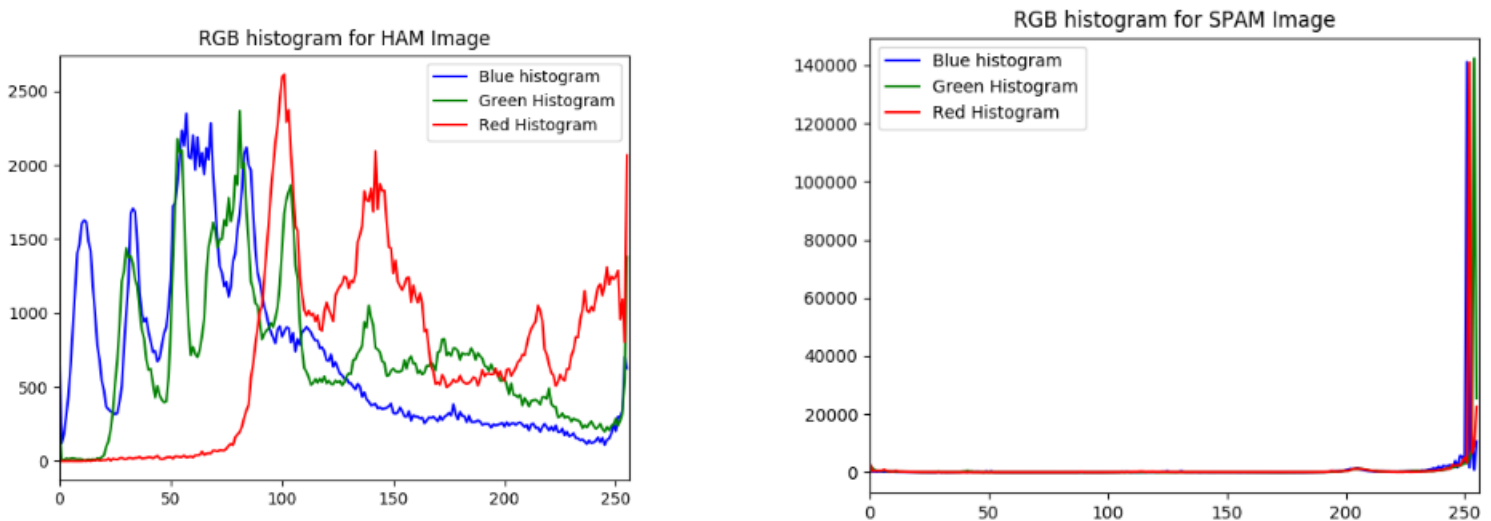 RGB histogram for HAM Image
Blue histogram
Green Histogram
Red Histogram
2500
2000
1500
1000
500
0
0 50 100 150 200 250
RGB histogram for SPAM Image
Blue histogram
Green Histogram
Red Histogram
140000
120000
100000
80000
60000
40000
20000
0
0 50 100 150 200 250